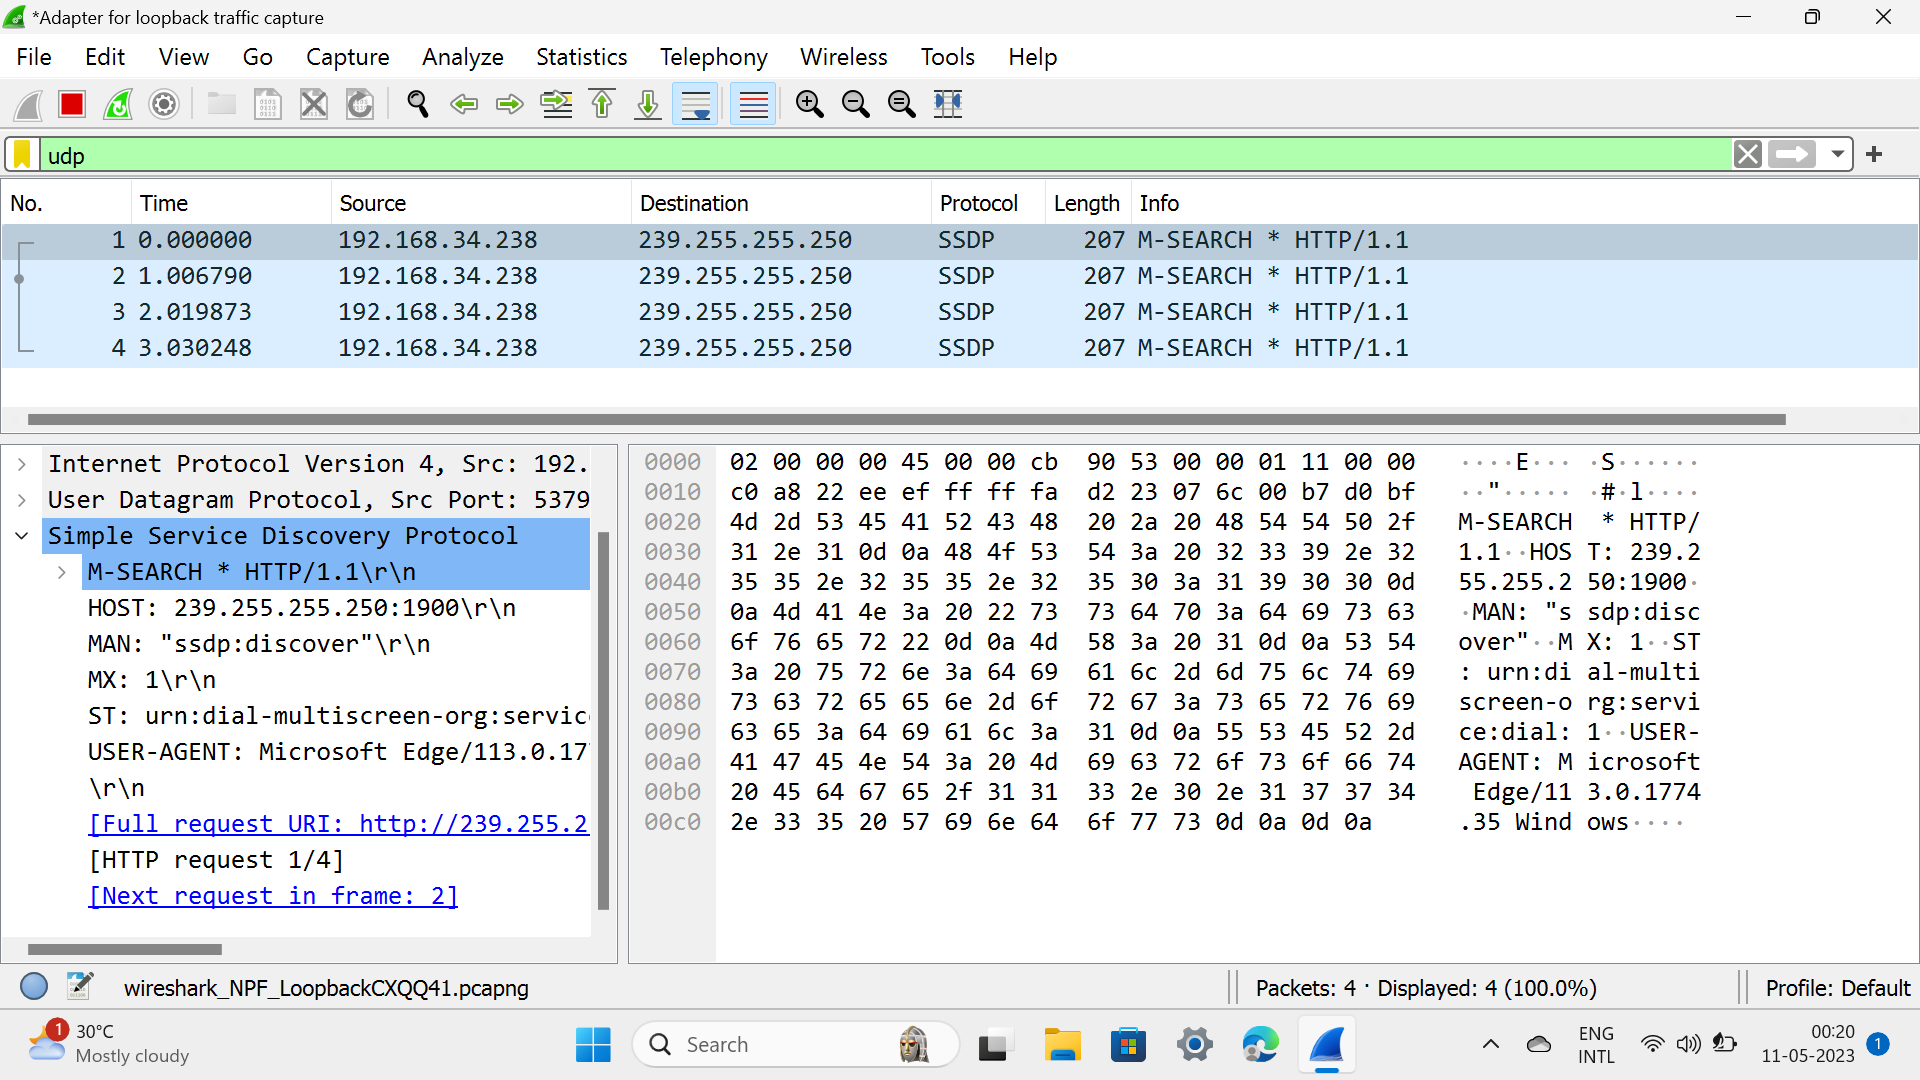 *Adapter for loopback traffic capture
File Edit View Go Capture Analyze Statistics Telephony Wireless Tools Help
udp
No. Time Source Destination Protocol Length Info
1 0.000000 192.168.34.238 239.255.255.250 SSDP 207 M-SEARCH * HTTP/1.1
2 1.006790 192.168.34.238 239.255.255.250 SSDP 207 M-SEARCH * HTTP/1.1
3 2.019873 192.168.34.238 239.255.255.250 SSDP 207 M-SEARCH * HTTP/1.1
4 3.030248 192.168.34.238 239.255.255.250 SSDP 207 M-SEARCH * HTTP/1.1
Internet Protocol Version 4, Src: 192.
User Datagram Protocol, Src Port: 5379
Simple Service Discovery Protocol
M-SEARCH * HTTP/1.1\r\n
HOST: 239.255.255.250:1900\r\n
MAN: "ssdp:discover"\r\n
MX: 1\r\n
ST: urn:dial-multiscreen-org:servic
USER-AGENT: Microsoft Edge/113.0.17
\r\n
[Full request URI: http://239.255.2
[HTTP request 1/4]
[Next request in frame: 2]
0000 02 00 00 00 45 00 00 cb 90 53 00 00 01 11 00 00 ····E··· ·S······
0010 c0 a8 22 ee ef ff ff fa d2 23 07 6c 00 b7 d0 bf ··"····· ·#·l····
0020 4d 2d 53 45 41 52 43 48 20 2a 20 48 54 54 50 2f M-SEARCH * HTTP/
0030 31 2e 31 0d 0a 48 4f 53 54 3a 20 32 33 39 2e 32 1.1··HOS T: 239.2
0040 35 35 2e 32 35 35 2e 32 35 30 3a 31 39 30 30 0d 55.255.2 50:1900·
0050 0a 4d 41 4e 3a 20 22 73 73 64 70 3a 64 69 73 63 ·MAN: "s sdp:disc
0060 6f 76 65 72 22 0d 0a 4d 58 3a 20 31 0d 0a 53 54 over"··M X: 1··ST
0070 3a 20 75 72 6e 3a 64 69 61 6c 2d 6d 75 6c 74 69 : urn:di al-multi
0080 73 63 72 65 65 6e 2d 6f 72 67 3a 73 65 72 76 69 screen-o rg:servi
0090 63 65 3a 64 69 61 6c 3a 31 0d 0a 55 53 45 52 2d ce:dial: 1··USER-
00a0 41 47 45 4e 54 3a 20 4d 69 63 72 6f 73 6f 66 74 AGENT: M icrosoft
00b0 20 45 64 67 65 2f 31 31 33 2e 30 2e 31 37 37 34 Edge/11 3.0.1774
00c0 2e 33 35 20 57 69 6e 64 6f 77 73 0d 0a 0d 0a .35 Wind ows····
wireshark_NPF_LoopbackCXQQ41.pcapng Packets: 4 · Displayed: 4 (100.0%) Profile: Default
1 30°C
Mostly cloudy
Search
ENG
INTL
00:20
11-05-2023
1